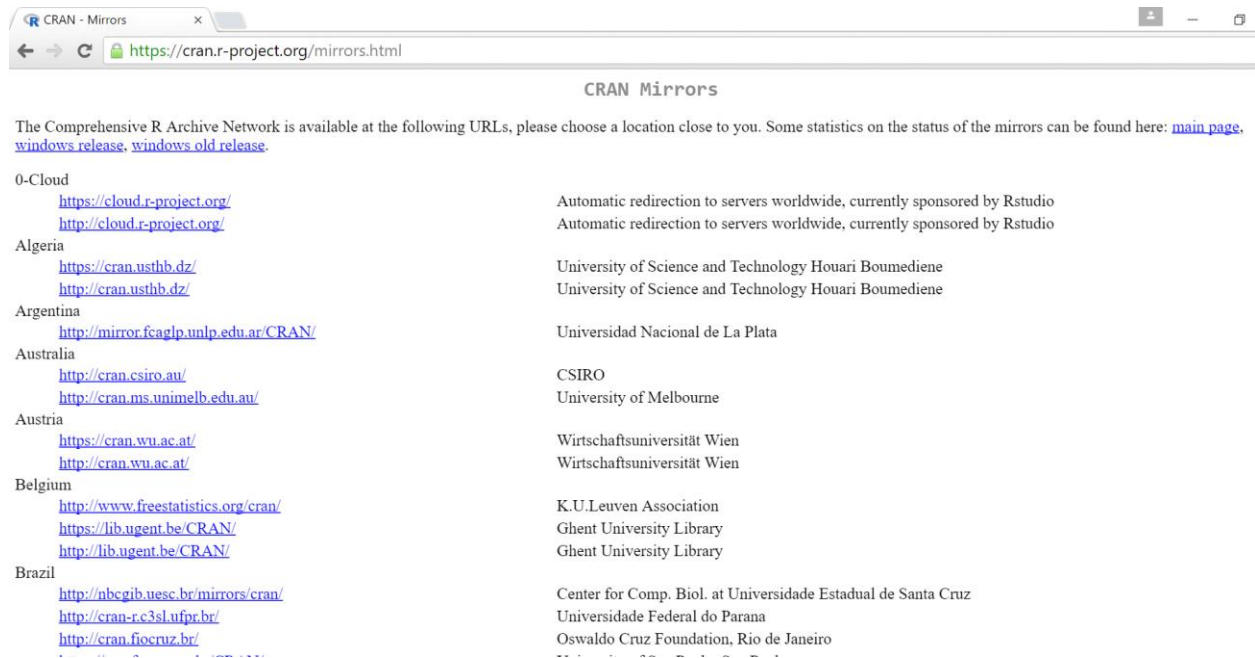 CRAN - Mirrors
https://cran.r-project.org/mirrors.html
CRAN Mirrors
The Comprehensive R Archive Network is available at the following URLs, please choose a location close to you. Some statistics on the status of the mirrors can be found here: main page,
windows release, windows old release.
0-Cloud
https://cloud.r-project.org/ Automatic redirection to servers worldwide, currently sponsored by Rstudio
http://cloud.r-project.org/ Automatic redirection to servers worldwide, currently sponsored by Rstudio
Algeria
https://cran.usthb.dz/ University of Science and Technology Houari Boumediene
http://cran.usthb.dz/ University of Science and Technology Houari Boumediene
Argentina
http://mirror.fcaglp.unlp.edu.ar/CRAN/ Universidad Nacional de La Plata
Australia
http://cran.csiro.au/ CSIRO
http://cran.ms.unimelb.edu.au/ University of Melbourne
Austria
https://cran.wu.ac.at/ Wirtschaftsuniversität Wien
http://cran.wu.ac.at/ Wirtschaftsuniversität Wien
Belgium
http://www.freestatistics.org/cran/ K.U.Leuven Association
https://lib.ugent.be/CRAN/ Ghent University Library
http://lib.ugent.be/CRAN/ Ghent University Library
Brazil
http://nbcgib.uesc.br/mirrors/cran/ Center for Comp. Biol. at Universidade Estadual de Santa Cruz
http://cran-r.c3sl.ufpr.br/ Universidade Federal do Parana
http://cran.fiocruz.br/ Oswaldo Cruz Foundation, Rio de Janeiro